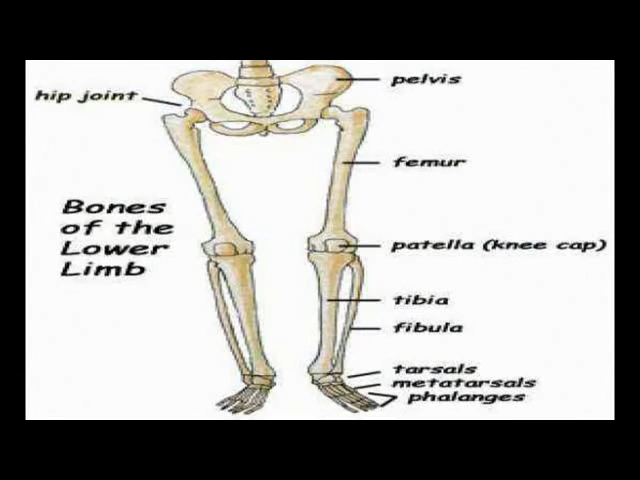 pelvis
hip joint
femur
Bones
of the
Lower
Limb
patella (knee cap)
tibia
fibula
tarsals
metatarsals
phalanges